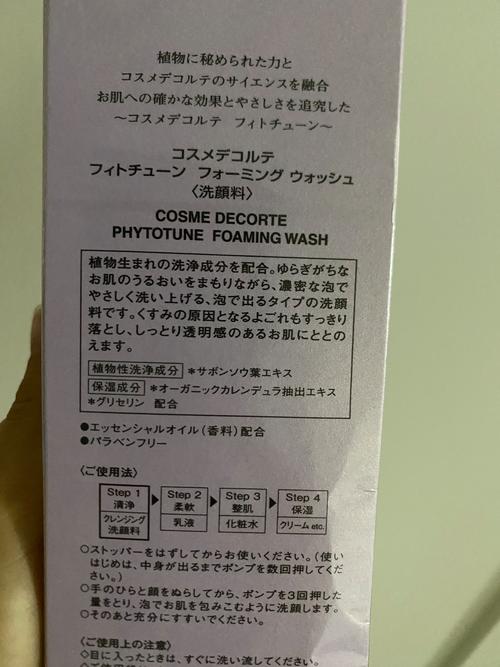 植物に秘められた力と
コスメデコルテのサイエンスを融合
お肌への確かな効果とやさしさを追究した
〜コスメデコルテ フィトチューン〜
コスメデコルテ
フィトチューン フォーミング ウォッシュ
〈洗顔料〉
COSME DECORTE
PHYTOTUNE FOAMING WASH
植物生まれの洗浄成分を配合。ゆらぎがちな
お肌のうるおいをまもりながら、濃密な泡で
やさしく洗い上げる、泡で出るタイプの洗顔
料です。くすみの原因となるよごれもすっきり
落とし、しっとり透明感のあるお肌にととの
えます。
植物性洗浄成分 *サボンソウ葉エキス
保湿成分 *オーガニックカレンデュラ抽出エキス
*グリセリン 配合
●エッセンシャルオイル(香料)配合
●パラベンフリー
〈ご使用法〉
Step 1 Step 2 Step 3 Step 4
清浄 柔軟 整肌 保湿
クレンジング 洗顔料 乳液 化粧水 クリーム etc.
○ストッパーをはずしてからお使いください。(使い
はじめは、中身が出るまでポンプを数回押してくだ
さい。)
○手のひらと顔をぬらしてから、ポンプを3回押した
量をとり、泡でお肌を包みこむように洗顔します。
○そのあと充分にすすいでください。
〈ご使用上の注意〉
◇目に入ったときは、すぐに洗い流してください。